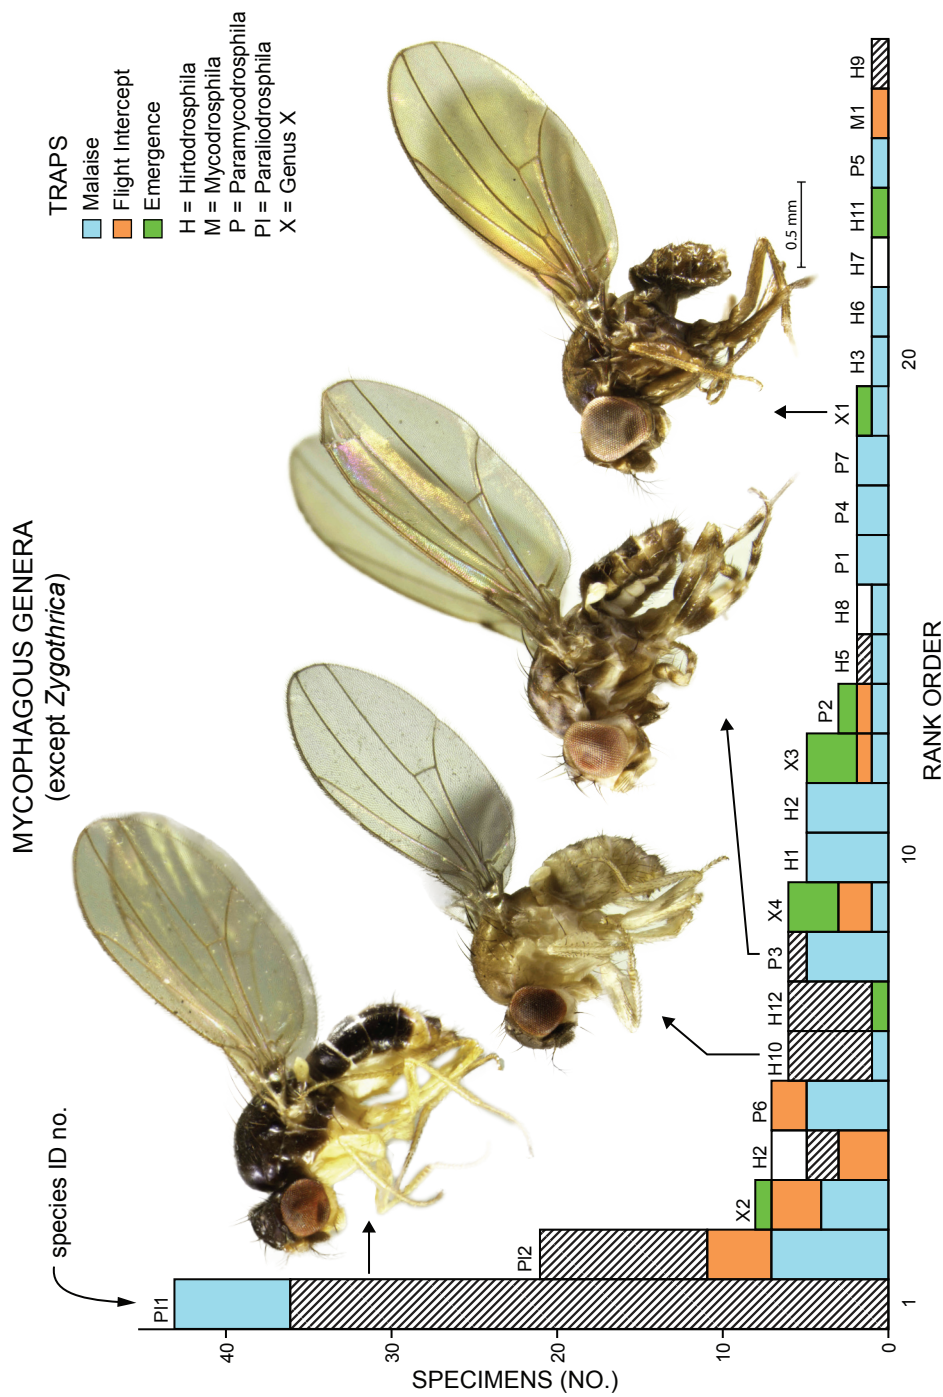 MYCOPHAGOUS GENERA
(except Zygothrica)
species ID no.
TRAPS
Malaise
Flight Intercept
Emergence
H = Hirtodrosphila
M = Mycodrosphila
P = Paramycodrosphila
Pl = Paraliodrosphila
X = Genus X
0.5 mm
SPECIMENS (NO.)
40
30
20
10
0
Pl1
Pl2
X2
H2
P6
H10
H12
P3
X4
H1
H2
X3
P2
H5
H8
P1
P4
P7
X1
H3
H6
H7
H11
P5
M1
H9
1
10
20
RANK ORDER